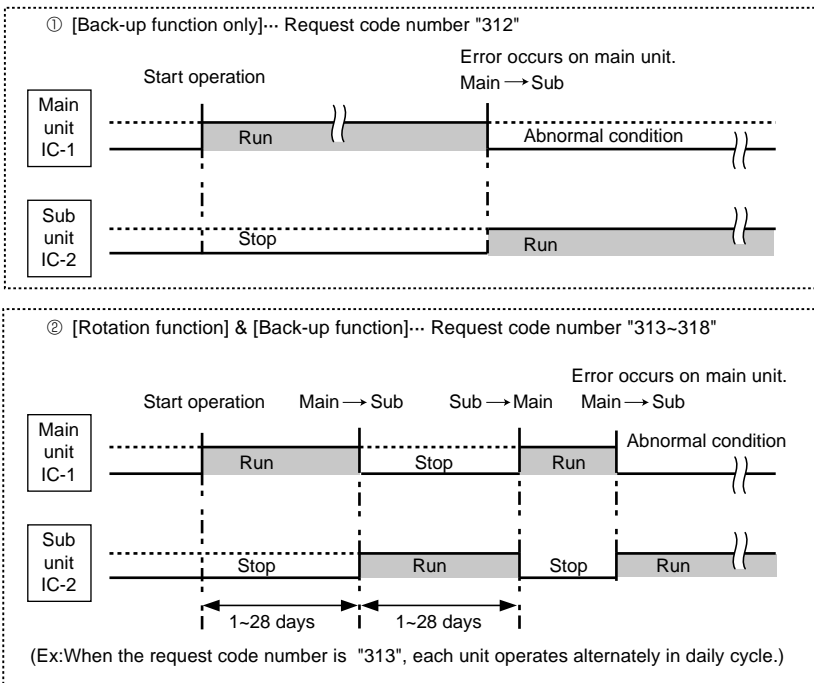 ① [Back-up function only]··· Request code number "312"
Error occurs on main unit.
Start operation
Main → Sub
Main
unit
IC-1
Run
Abnormal condition
Sub
unit
IC-2
Stop
Run
② [Rotation function] & [Back-up function]··· Request code number "313~318"
Error occurs on main unit.
Start operation Main → Sub Sub → Main Main → Sub
Main
unit
IC-1
Abnormal condition
Run Stop Run
Sub
unit
IC-2
Stop Run Stop Run
1~28 days 1~28 days
(Ex:When the request code number is "313", each unit operates alternately in daily cycle.)